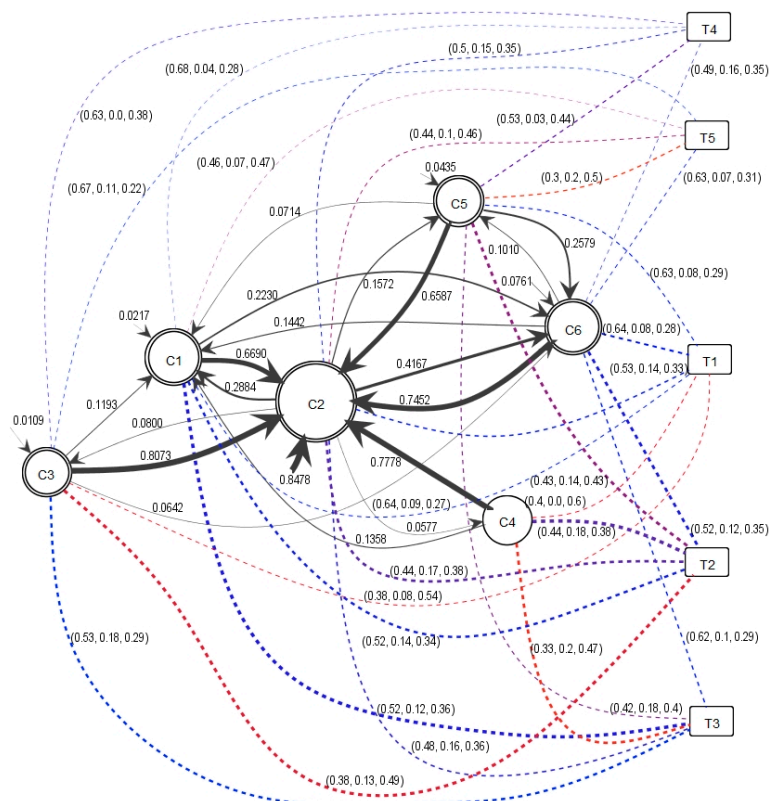 T4
(0.5, 0.15, 0.35)
(0.68, 0.04, 0.28)
(0.49, 0.16, 0.35)
(0.63, 0.0, 0.38)
(0.53, 0.03, 0.44)
(0.44, 0.1, 0.46)
T5
(0.46, 0.07, 0.47)
0.0435
(0.3, 0.2, 0.5)
(0.63, 0.07, 0.31)
(0.67, 0.11, 0.22)
C5
0.0714
0.2579
0.1010
(0.63, 0.08, 0.29)
0.1572
0.0761
0.2230
0.6587
0.0217
0.1442
C6
(0.64, 0.08, 0.28)
C1
0.6690
0.4167
T1
(0.53, 0.14, 0.33)
0.2884
C2
0.7452
0.1193
0.0109
0.0800
0.8073
0.7778
C3
0.8478
(0.43, 0.14, 0.43)
0.0642
(0.64, 0.09, 0.27)
(0.4, 0.0, 0.6)
0.0577
C4
(0.44, 0.18, 0.38)
(0.52, 0.12, 0.35)
0.1358
T2
(0.44, 0.17, 0.38)
(0.38, 0.08, 0.54)
(0.53, 0.18, 0.29)
(0.52, 0.14, 0.34)
(0.33, 0.2, 0.47)
(0.62, 0.1, 0.29)
(0.52, 0.12, 0.36)
(0.42, 0.18, 0.4)
T3
(0.48, 0.16, 0.36)
(0.38, 0.13, 0.49)